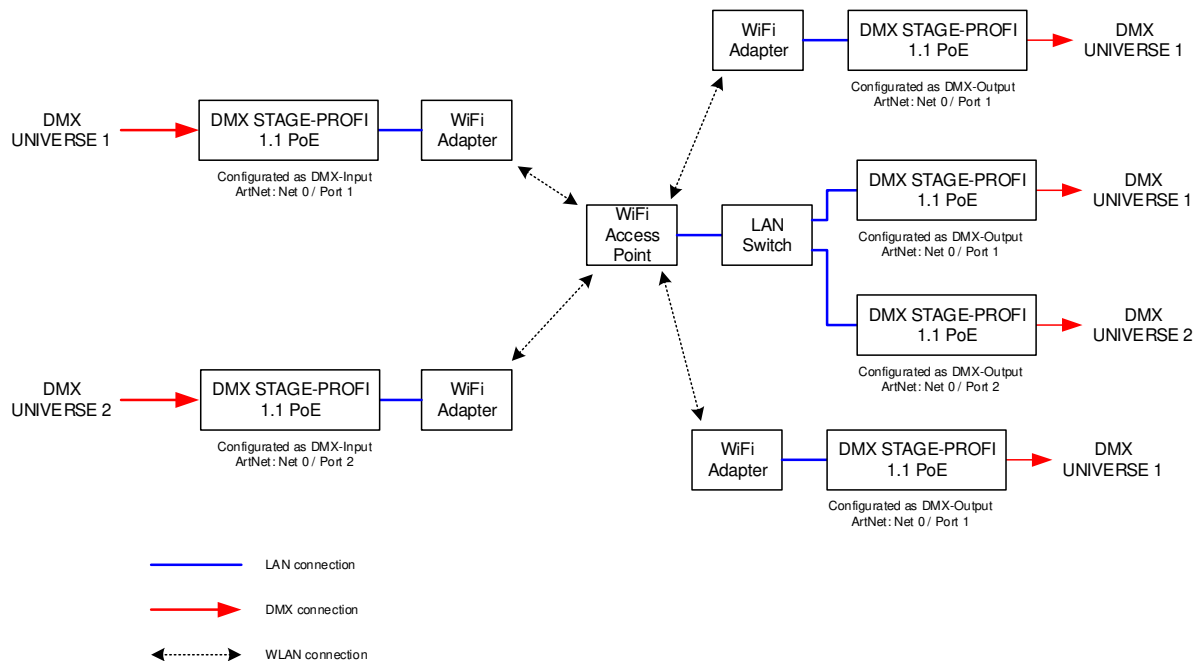 DMX
UNIVERSE 1
DMX STAGE-PROFI
1.1 PoE
Configurated as DMX-Input
ArtNet: Net 0 / Port 1
WiFi
Adapter
DMX
UNIVERSE 2
DMX STAGE-PROFI
1.1 PoE
Configurated as DMX-Input
ArtNet: Net 0 / Port 2
WiFi
Adapter
WiFi
Access
Point
LAN
Switch
WiFi
Adapter
DMX STAGE-PROFI
1.1 PoE
Configurated as DMX-Output
ArtNet: Net 0 / Port 1
DMX
UNIVERSE 1
DMX STAGE-PROFI
1.1 PoE
Configurated as DMX-Output
ArtNet: Net 0 / Port 1
DMX
UNIVERSE 1
DMX STAGE-PROFI
1.1 PoE
Configurated as DMX-Output
ArtNet: Net 0 / Port 2
DMX
UNIVERSE 2
WiFi
Adapter
DMX STAGE-PROFI
1.1 PoE
Configurated as DMX-Output
ArtNet: Net 0 / Port 1
DMX
UNIVERSE 1
LAN connection
DMX connection
WLAN connection